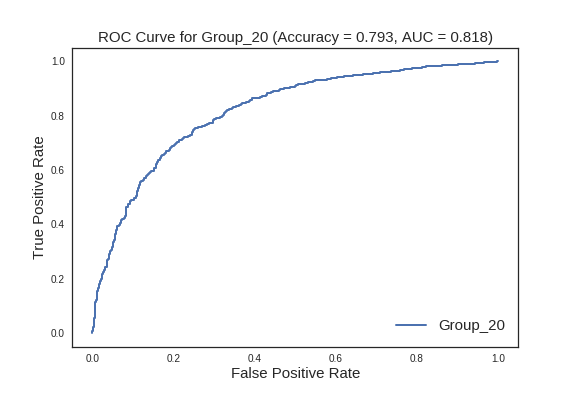 ROC Curve for Group_20 (Accuracy = 0.793, AUC = 0.818)
1.0
0.8
0.6
0.4
0.2
0.0
True Positive Rate
Group_20
0.0 0.2 0.4 0.6 0.8 1.0
False Positive Rate